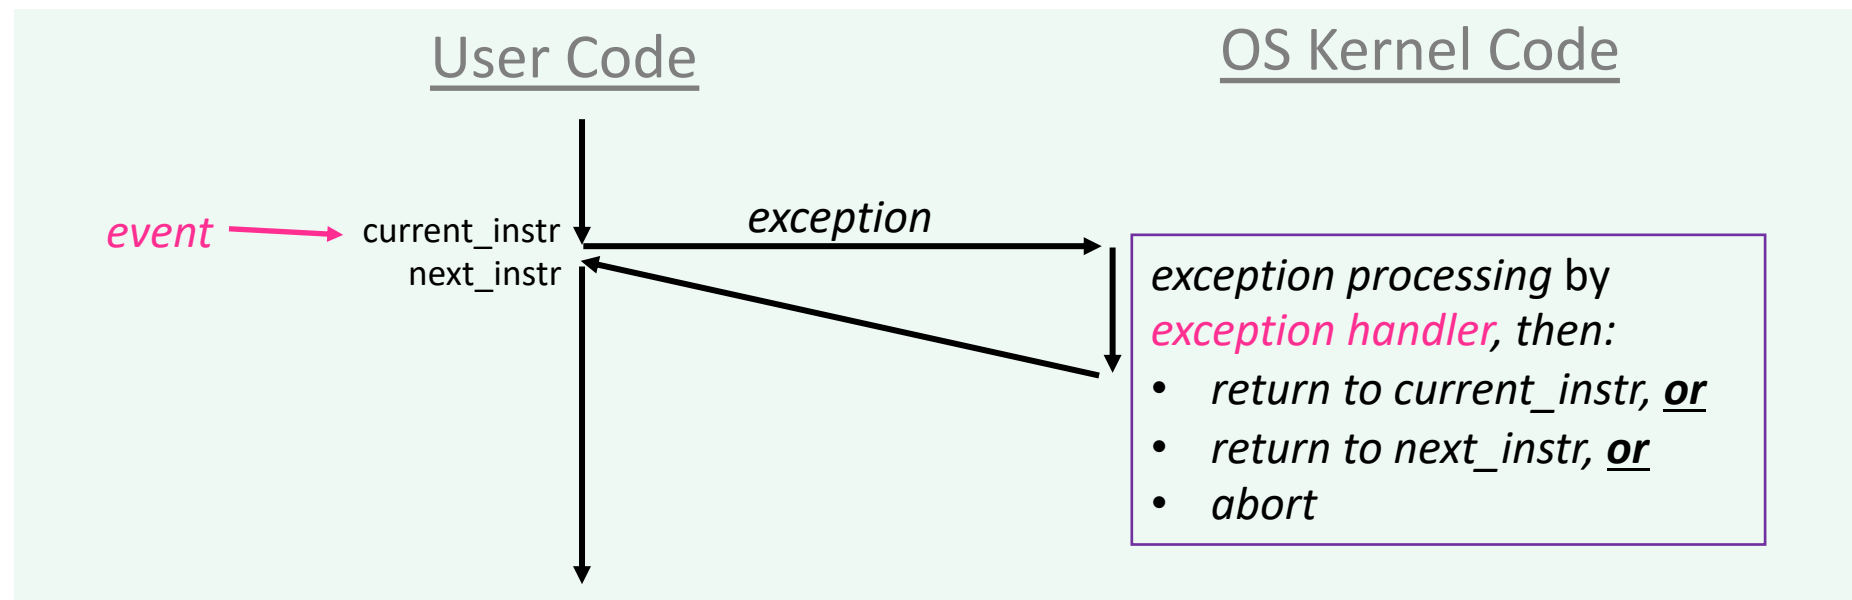 User Code
OS Kernel Code
event
current_instr
next_instr
exception
exception processing by
exception handler, then:
• return to current_instr, or
• return to next_instr, or
• abort